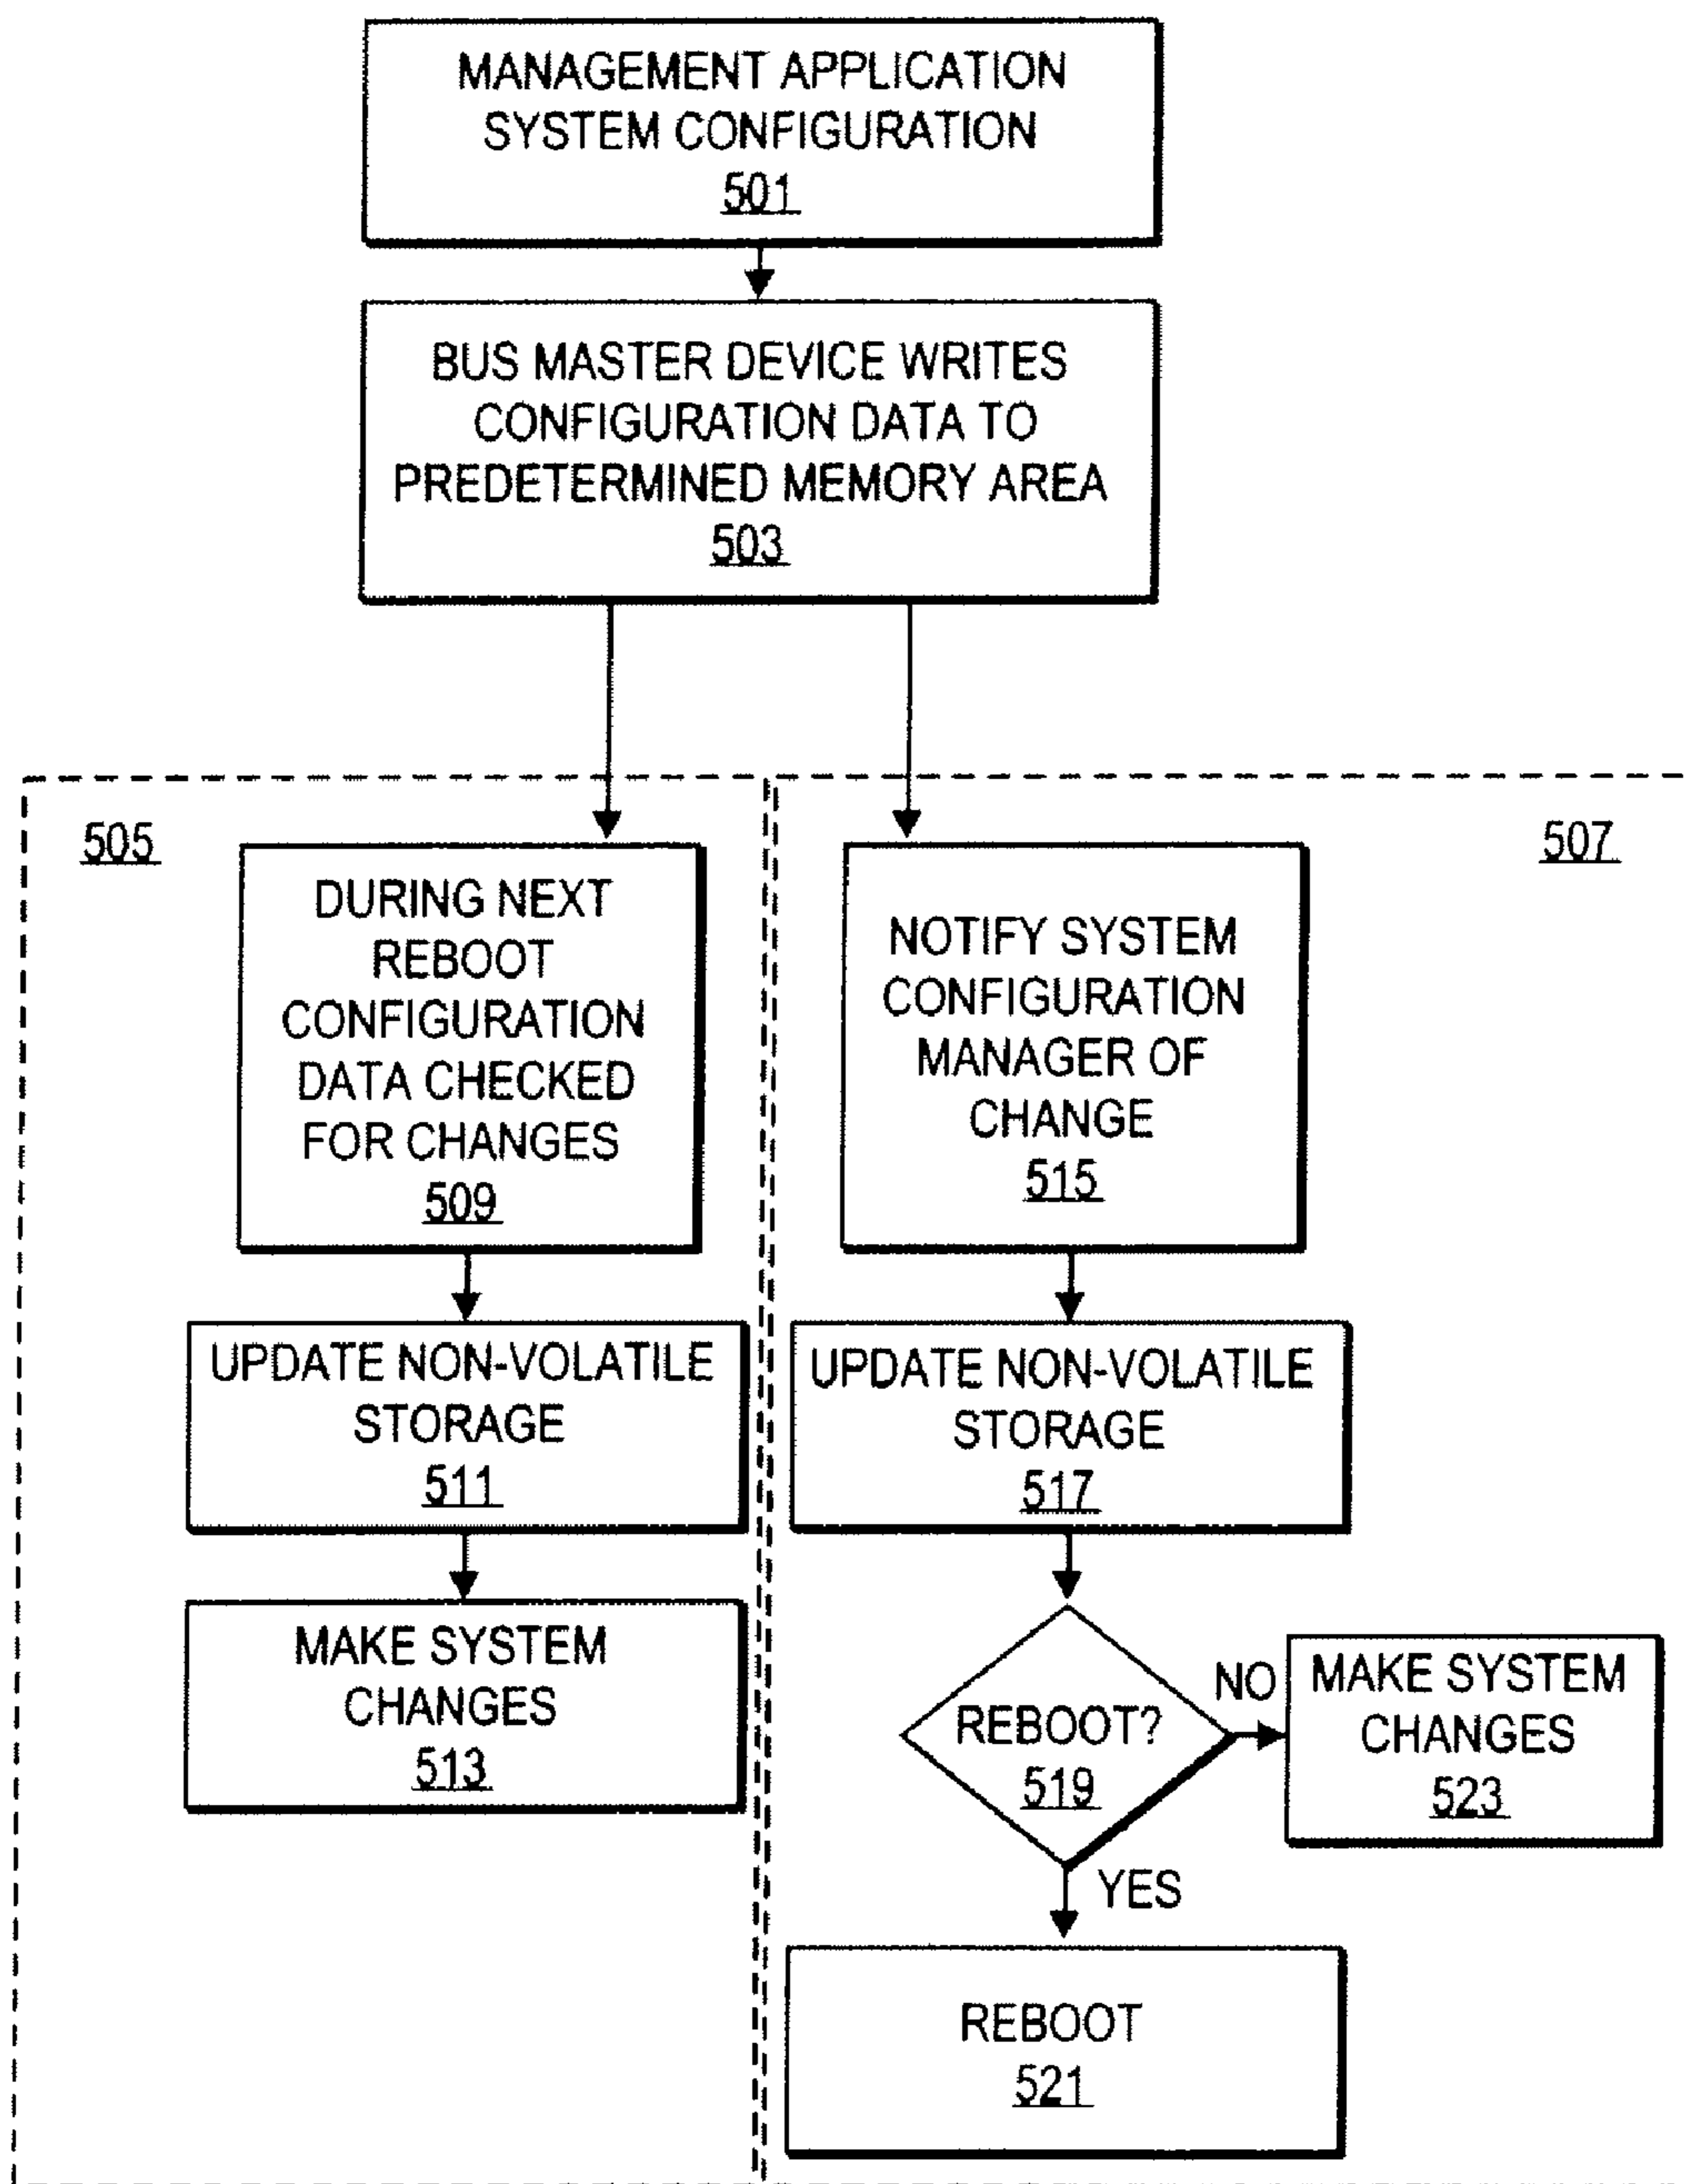 MANAGEMENT APPLICATION
SYSTEM CONFIGURATION
501
BUS MASTER DEVICE WRITES
CONFIGURATION DATA TO
PREDETERMINED MEMORY AREA
503
505
DURING NEXT
REBOOT
CONFIGURATION
DATA CHECKED
FOR CHANGES
509
UPDATE NON-VOLATILE
STORAGE
511
MAKE SYSTEM
CHANGES
513
507
NOTIFY SYSTEM
CONFIGURATION
MANAGER OF
CHANGE
515
UPDATE NON-VOLATILE
STORAGE
517
REBOOT?
519
NO
MAKE SYSTEM
CHANGES
523
YES
REBOOT
521